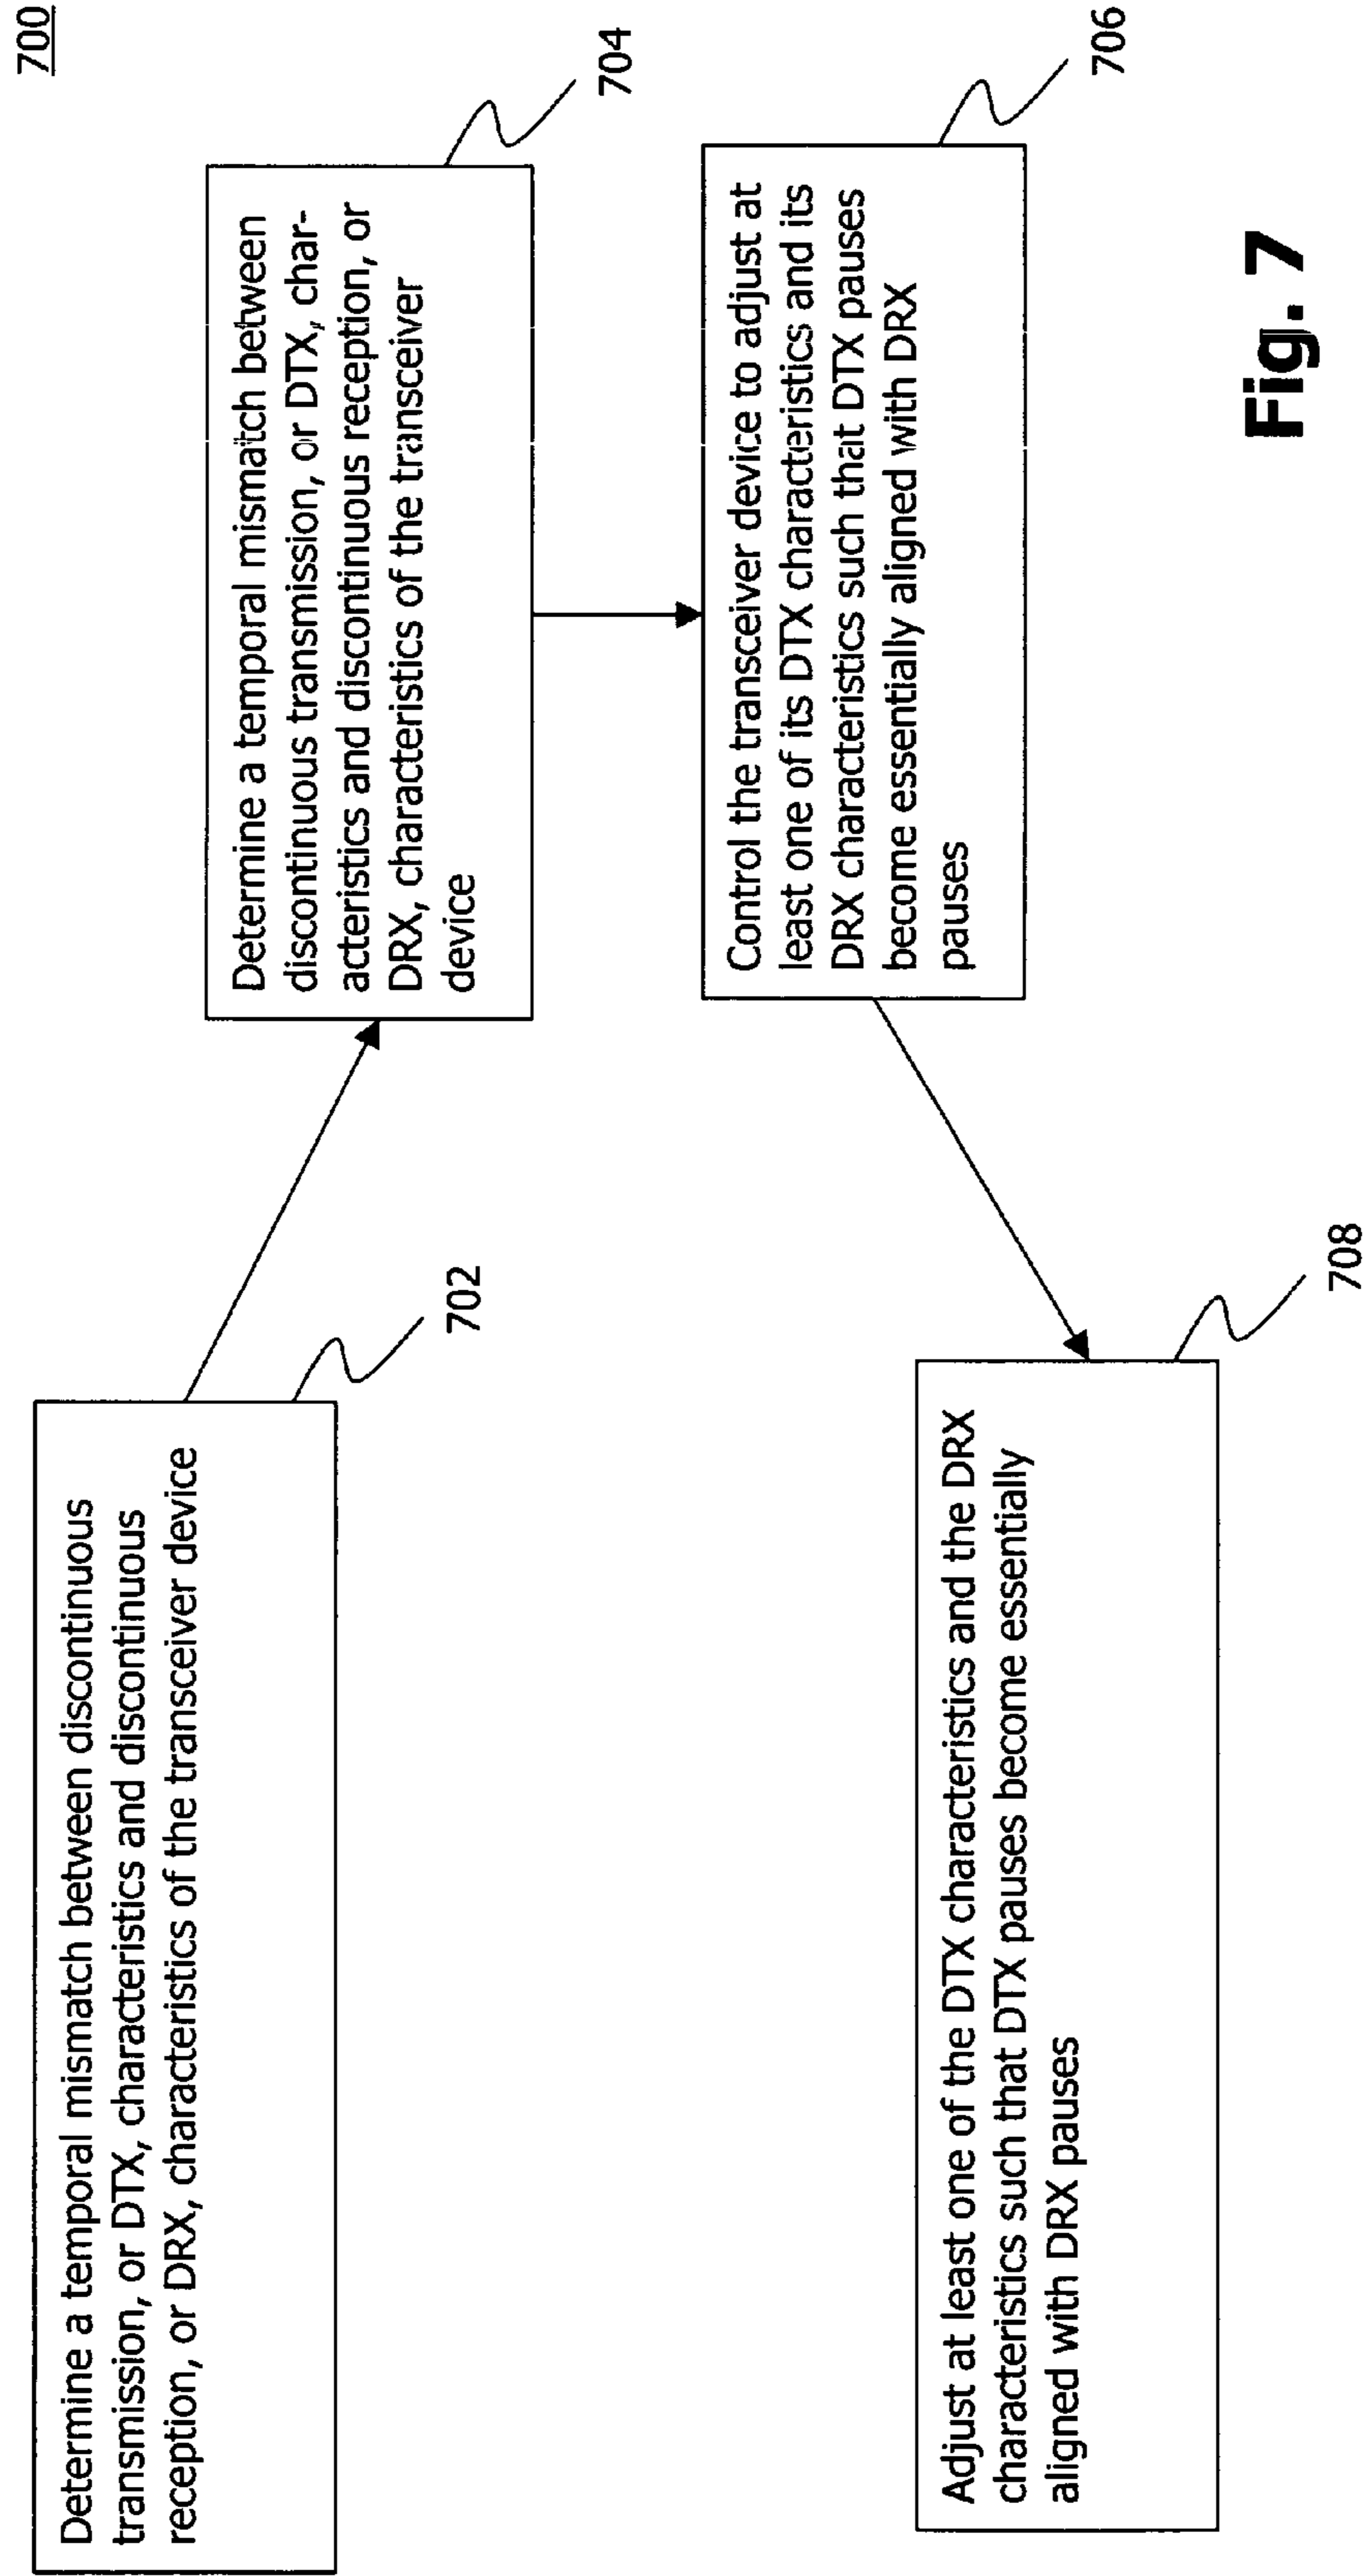 700
Determine a temporal mismatch between discontinuous
transmission, or DTX, characteristics and discontinuous
reception, or DRX, characteristics of the transceiver device
702
Determine a temporal mismatch between
discontinuous transmission, or DTX, char-
acteristics and discontinuous reception, or
DRX, characteristics of the transceiver
device
704
Control the transceiver device to adjust at
least one of its DTX characteristics and its
DRX characteristics such that DTX pauses
become essentially aligned with DRX
pauses
706
Adjust at least one of the DTX characteristics and the DRX
characteristics such that DTX pauses become essentially
aligned with DRX pauses
708
Fig. 7